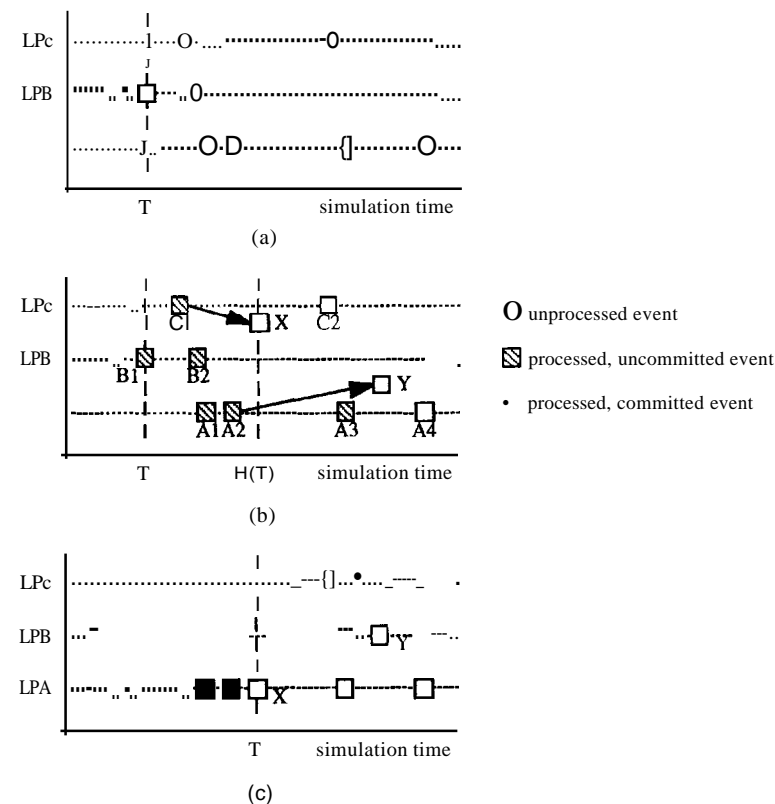 LPc
LPB
T simulation time
(a)
LPc
C1 X C2
LPB
B1 B2
Y
A1 A2 A3 A4
T H(T) simulation time
(b)
O unprocessed event
processed, uncommitted event
• processed, committed event
LPc
LPB
Y
LPA
X
T simulation time
(c)